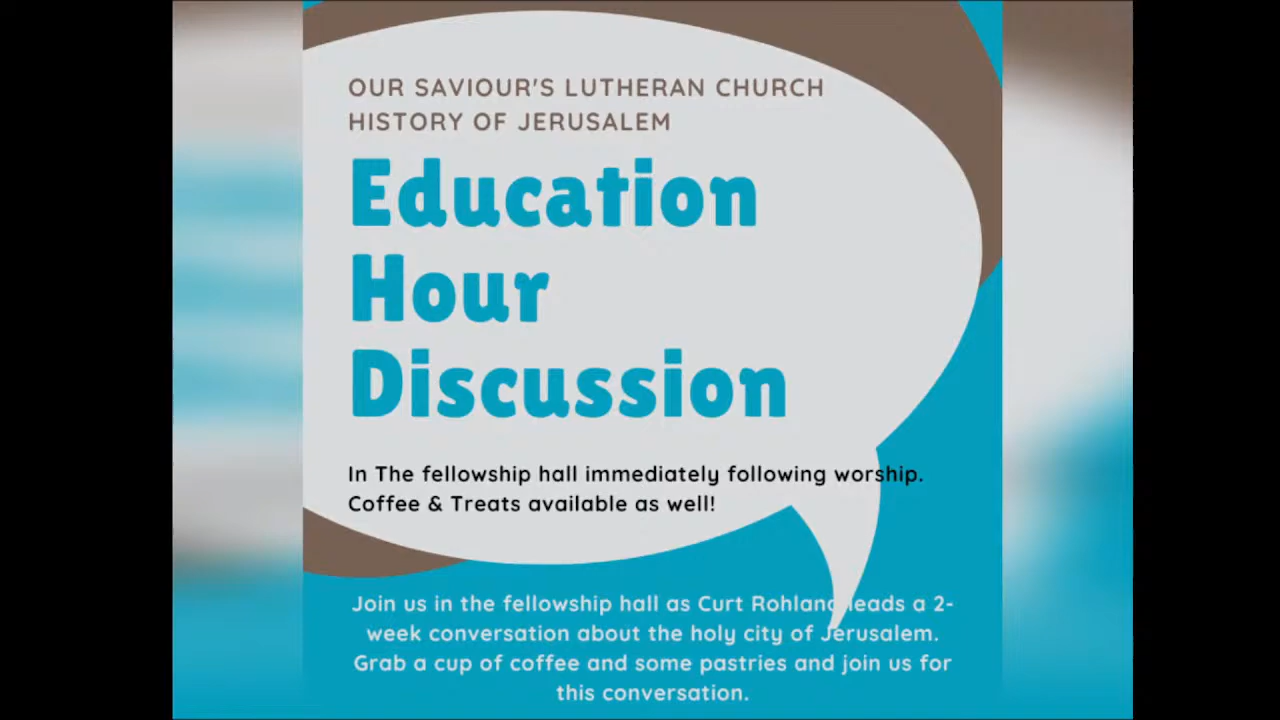 OUR SAVIOUR'S LUTHERAN CHURCH
HISTORY OF JERUSALEM
Education
Hour
Discussion
In The fellowship hall immediately following worship.
Coffee & Treats available as well!
Join us in the fellowship hall as Curt Rohland leads a 2-
week conversation about the holy city of Jerusalem.
Grab a cup of coffee and some pastries and join us for
this conversation.